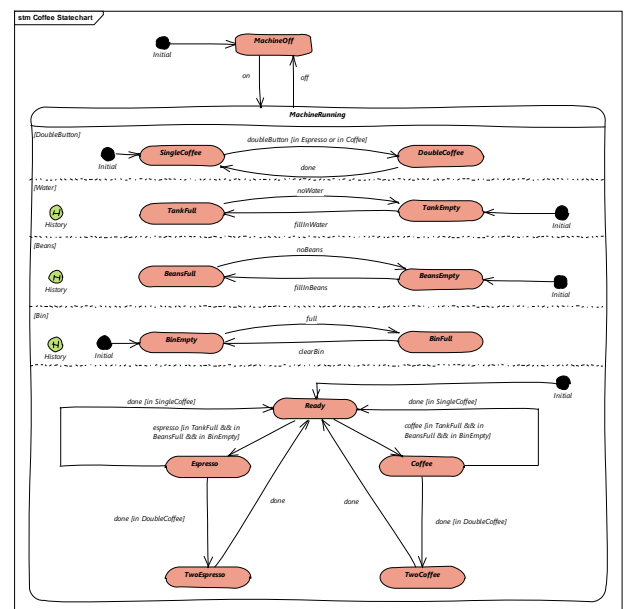 stm Coffee Statechart
Initial
MachineOff
on
off
MachineRunning
[DoubleButton]
doubleButton [in Espresso or in Coffee]
SingleCoffee
DoubleCoffee
Initial
done
[Water]
noWater
TankFull
TankEmpty
History
fillInWater
Initial
[Beans]
noBeans
BeansFull
BeansEmpty
History
fillInBeans
Initial
[Bin]
full
BinEmpty
BinFull
History
Initial
clearBin
Initial
done [in SingleCoffee]
Ready
done [in SingleCoffee]
espresso [in TankFull && in
BeansFull && in BinEmpty]
coffee [in TankFull && in
BeansFull && in BinEmpty]
Espresso
Coffee
done
done
done [in DoubleCoffee]
done [in DoubleCoffee]
TwoEspresso
TwoCoffee